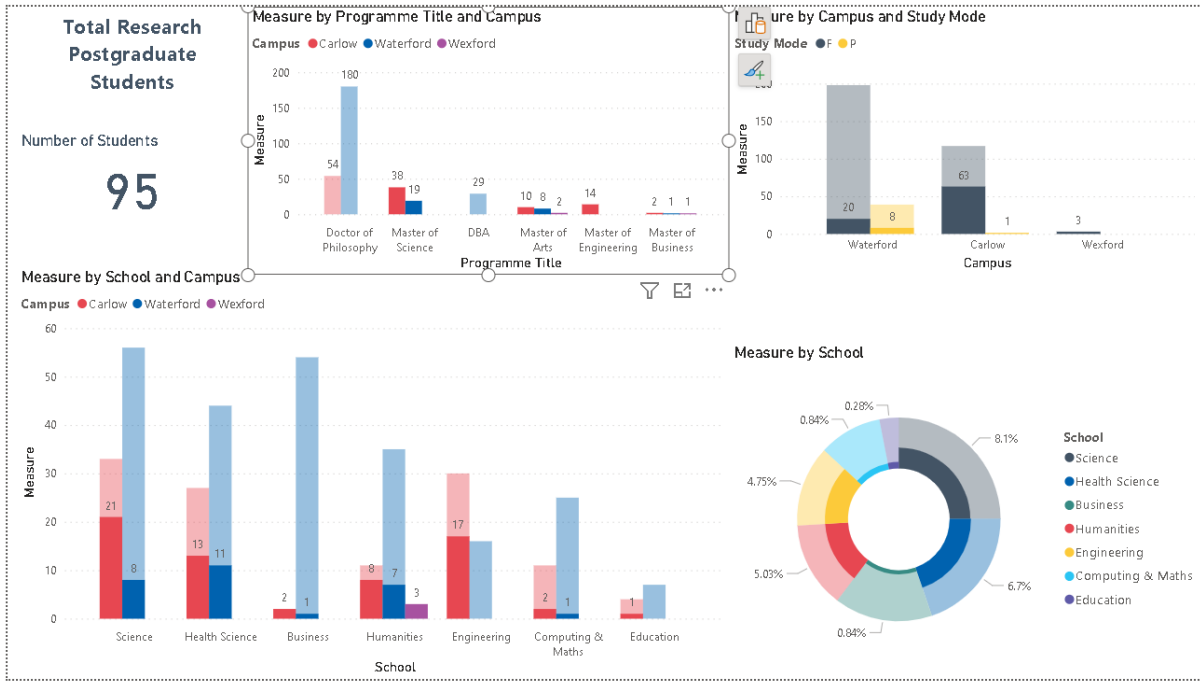 Total Research
Postgraduate
Students
Number of Students
95
Measure by Programme Title and Campus
Campus Carlow Waterford Wexford
Measure
200
150
100
50
0
54
180
38
19
29
10
8
2
14
2
1
1
Doctor of
Philosophy
Master of
Science
DBA
Master of
Arts
Master of
Engineering
Master of
Business
Programme Title
by Campus and Study Mode
Study Mode F P
Measure
150
100
50
0
20
8
63
1
3
Waterford
Carlow
Wexford
Campus
Measure by School and Campus
Campus Carlow Waterford Wexford
Measure
60
50
40
30
20
10
0
21
8
13
11
2
1
8
7
3
17
2
1
1
Science
Health Science
Business
Humanities
Engineering
Computing &
Maths
Education
School
Measure by School
0.28%
0.84%
8.1%
4.75%
5.03%
6.7%
0.84%
School
Science
Health Science
Business
Humanities
Engineering
Computing & Maths
Education